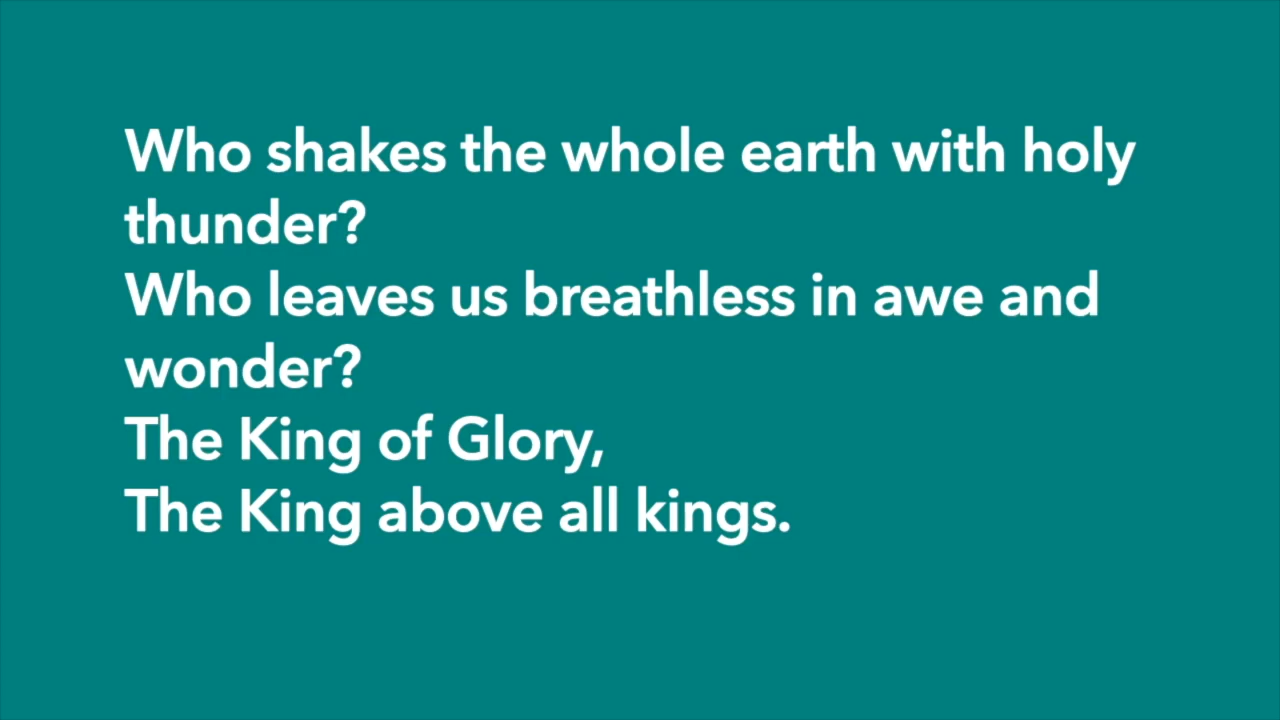 Who shakes the whole earth with holy
thunder?
Who leaves us breathless in awe and
wonder?
The King of Glory,
The King above all kings.